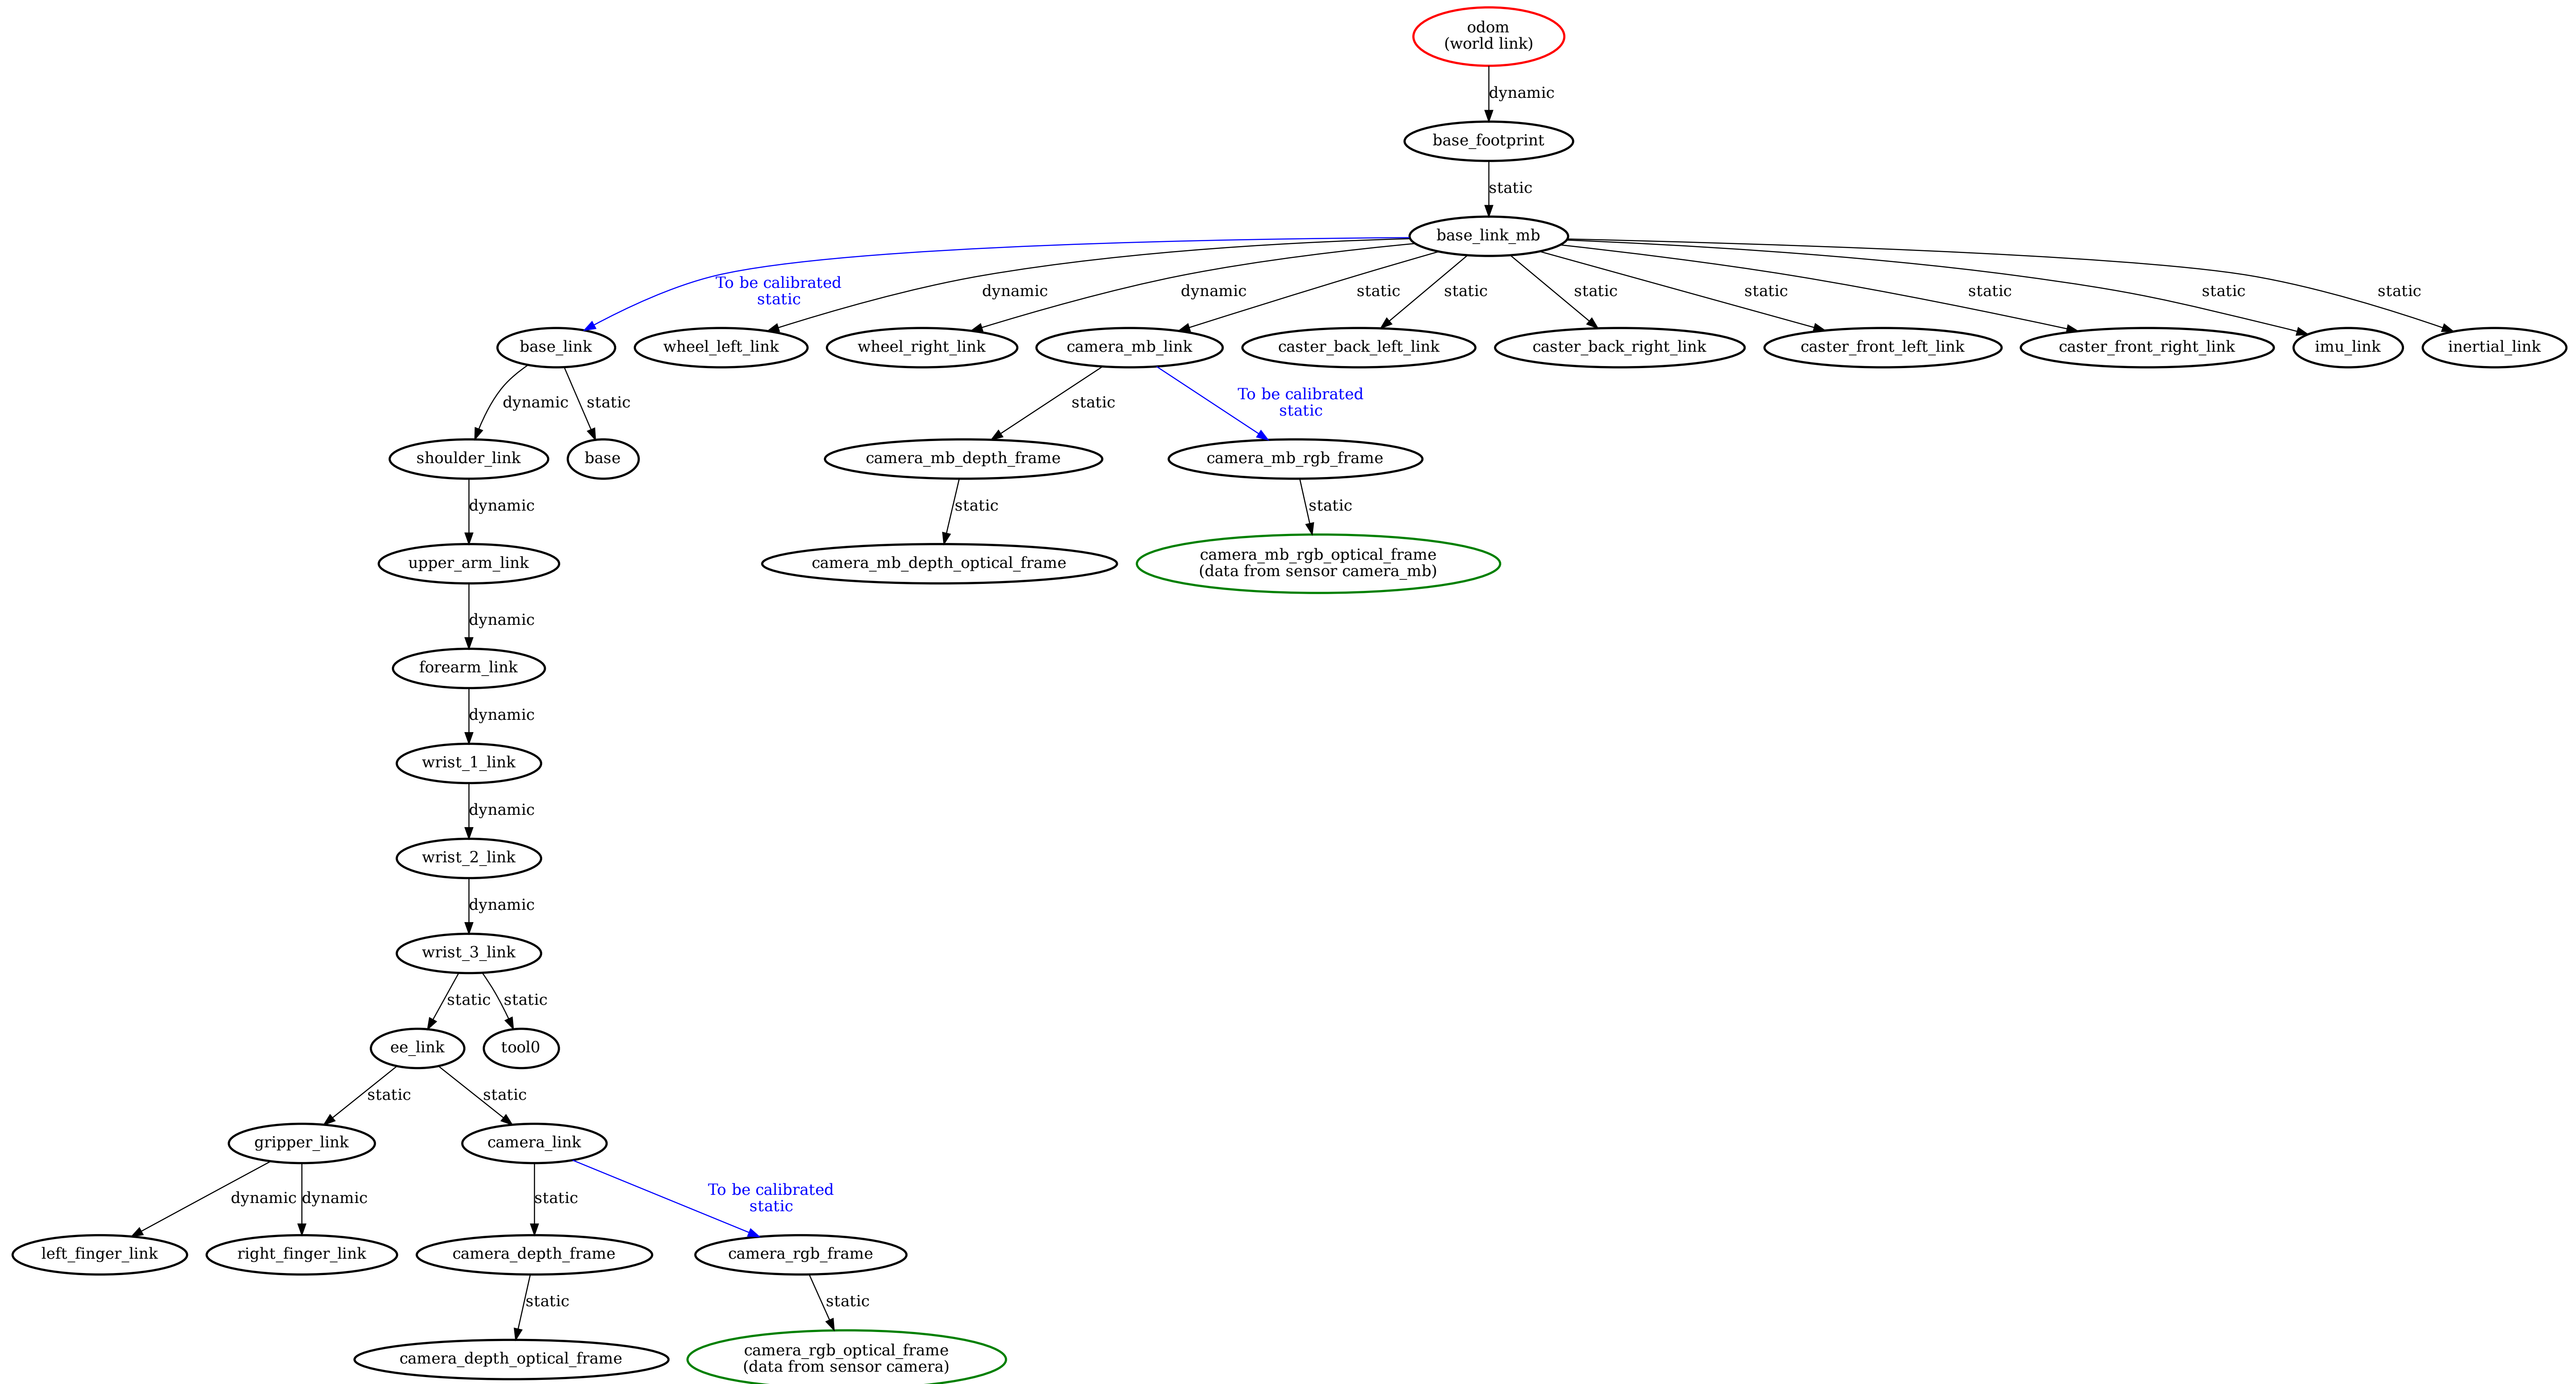 odom
(world link)
dynamic
base_footprint
static
base_link_mb
To be calibrated
static
dynamic
dynamic
static
static
static
static
static
static
static
base_link
wheel_left_link
wheel_right_link
camera_mb_link
caster_back_left_link
caster_back_right_link
caster_front_left_link
caster_front_right_link
imu_link
inertial_link
dynamic
static
static
To be calibrated
static
shoulder_link
base
camera_mb_depth_frame
camera_mb_rgb_frame
dynamic
static
static
upper_arm_link
camera_mb_depth_optical_frame
camera_mb_rgb_optical_frame
(data from sensor camera_mb)
dynamic
forearm_link
dynamic
wrist_1_link
dynamic
wrist_2_link
dynamic
wrist_3_link
static
static
ee_link
tool0
static
static
gripper_link
camera_link
dynamic
dynamic
static
To be calibrated
static
left_finger_link
right_finger_link
camera_depth_frame
camera_rgb_frame
static
static
camera_depth_optical_frame
camera_rgb_optical_frame
(data from sensor camera)